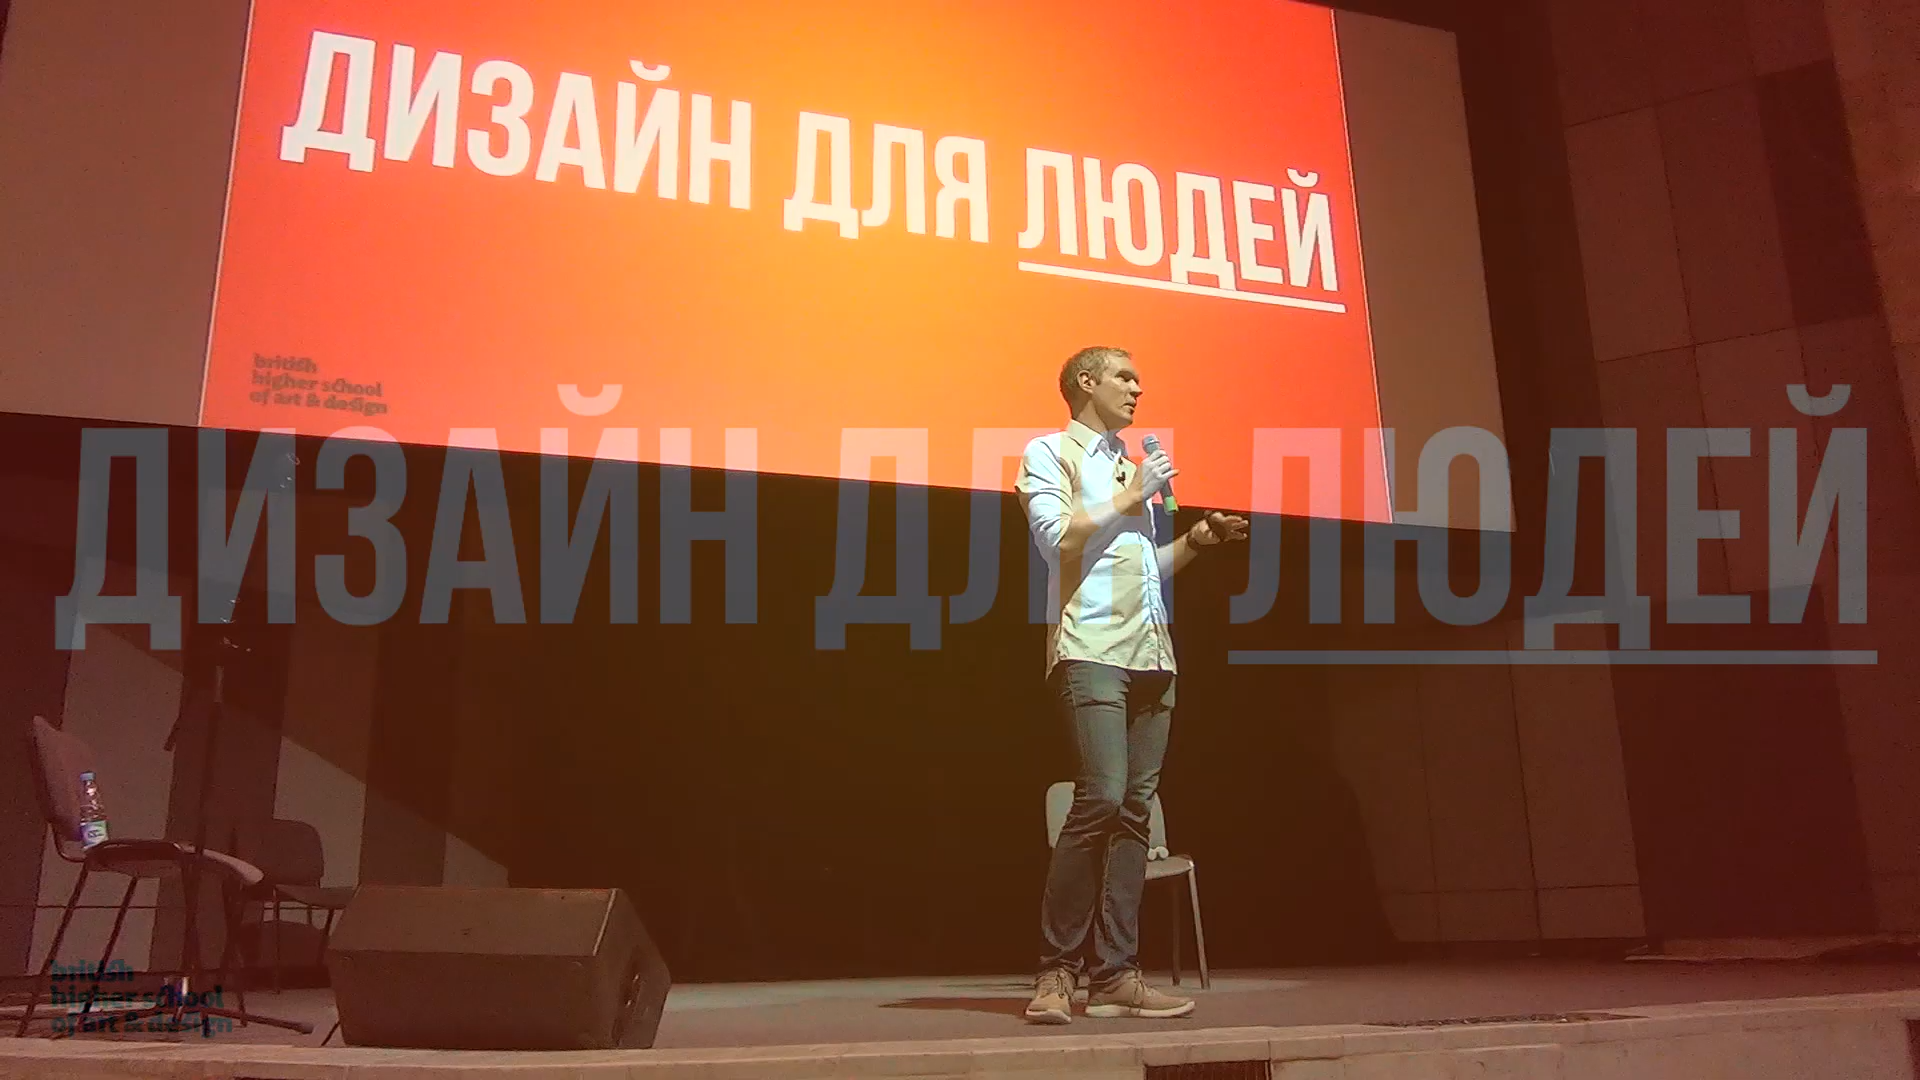 ДИЗАЙН ДЛЯ ЛЮДЕЙ
british
higher school
of art & design
ДИЗАЙН ДЛЯ ЛЮДЕЙ
british
higher school
of art & design